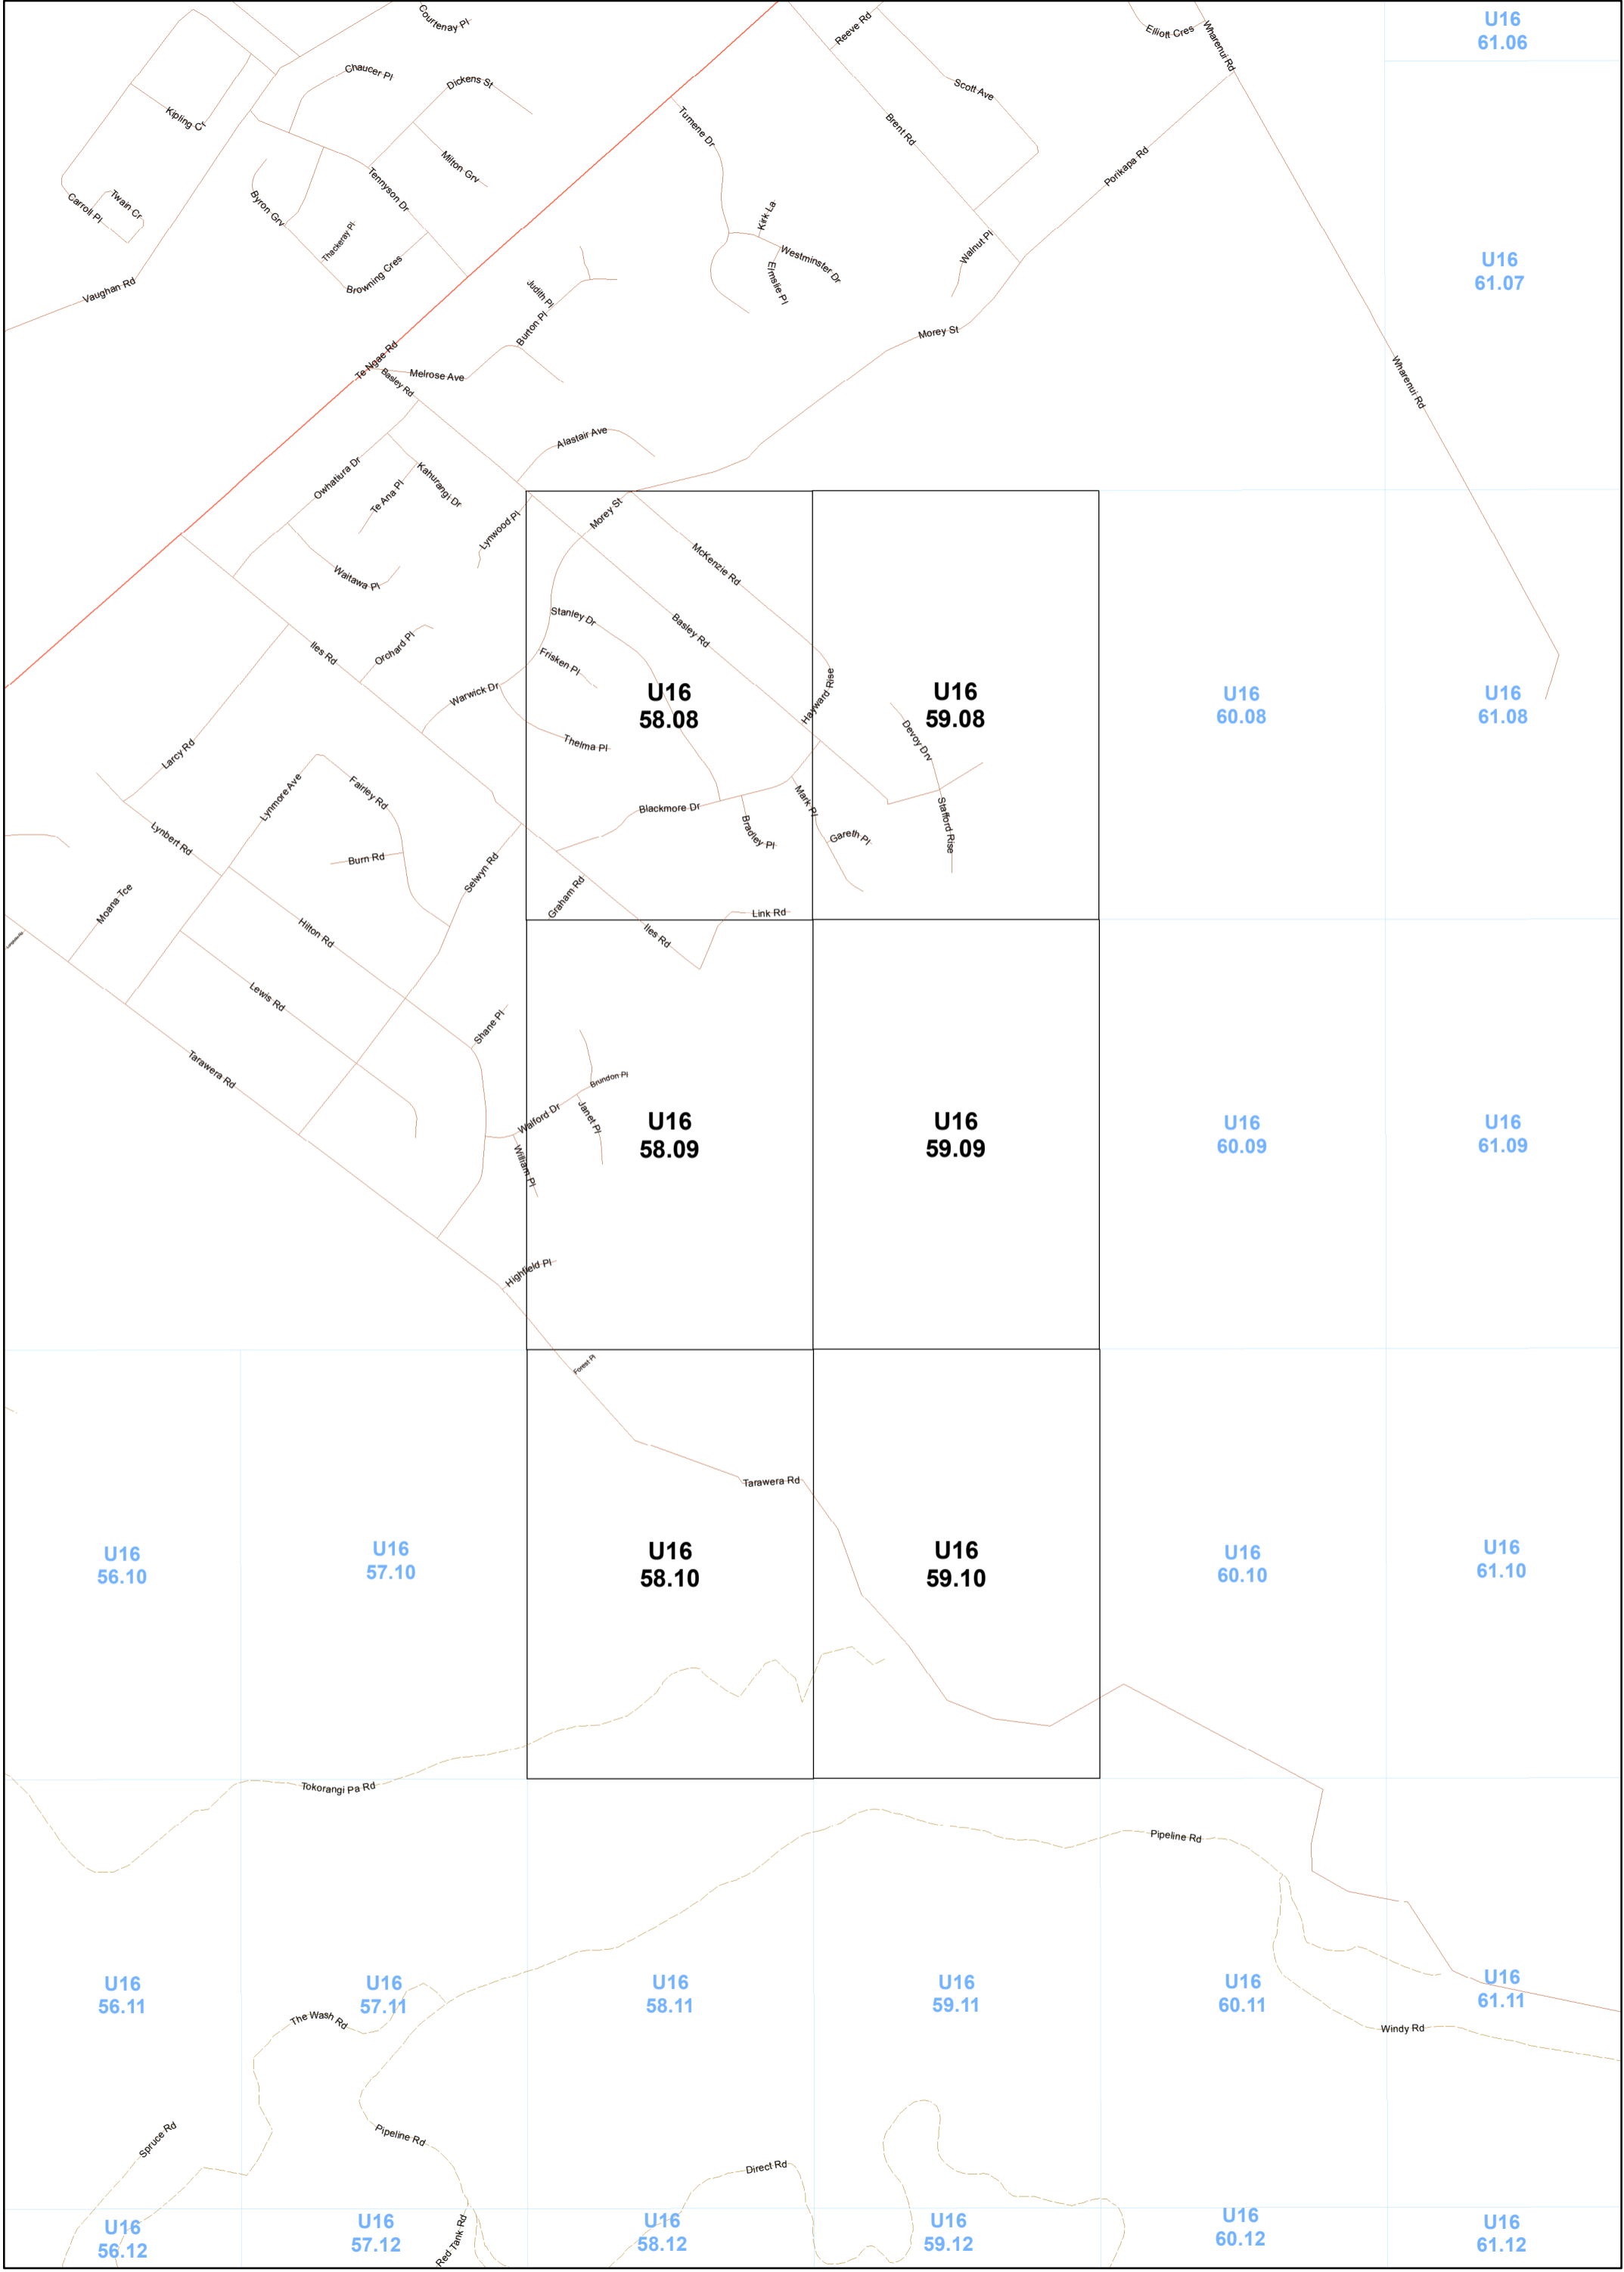 Courtenay Pl
Reeve Rd
Elliott Cres
Wharenui Rd
U16
61.06
Chaucer Pl
Dickens St
Scott Ave
Kipling Cr
Tumene Dr
Brent Rd
Milton Grv
Porikapa Rd
Tennyson Dr
Carroll Pl
Twain Cr
Byron Grv
Kirk La
Thackeray Pl
Walnut Pl
Westminster Dr
Elmslie Pl
Browning Cres
U16
61.07
Vaughan Rd
Judith Pl
Burton Pl
Morey St
Te Ngae Rd
Basley Rd
Melrose Ave
Wharenui Rd
Alastair Ave
Owhatiura Dr
Te Ana Pl
Kahurangi Dr
Lynwood Pl
Morey St
McKenzie Rd
Waitawa Pl
Stanley Dr
Basley Rd
Iles Rd
Orchard Pl
Frisken Pl
Warwick Dr
Hayward Rise
U16
58.08
U16
59.08
U16
60.08
U16
61.08
Devoy Drv
Thelma Pl
Larcy Rd
Lynmore Ave
Fairley Rd
Blackmore Dr
Mark Pl
Bradley Pl
Gareth Pl
Stafford Rise
Lynbert Rd
Burn Rd
Selwyn Rd
Graham Rd
Moana Tce
Link Rd
Hilton Rd
Iles Rd
Lewis Rd
Shane Pl
Tarawera Rd
Brundon Pl
Walford Dr
Janet Pl
William Pl
U16
58.09
U16
59.09
U16
60.09
U16
61.09
Highfield Pl
Forest Pl
Tarawera Rd
U16
56.10
U16
57.10
U16
58.10
U16
59.10
U16
60.10
U16
61.10
Tokorangi Pa Rd
Pipeline Rd
U16
56.11
U16
57.11
U16
58.11
U16
59.11
U16
60.11
U16
61.11
The Wash Rd
Windy Rd
Spruce Rd
Pipeline Rd
Direct Rd
Red Tank Rd
U16
56.12
U16
57.12
U16
58.12
U16
59.12
U16
60.12
U16
61.12